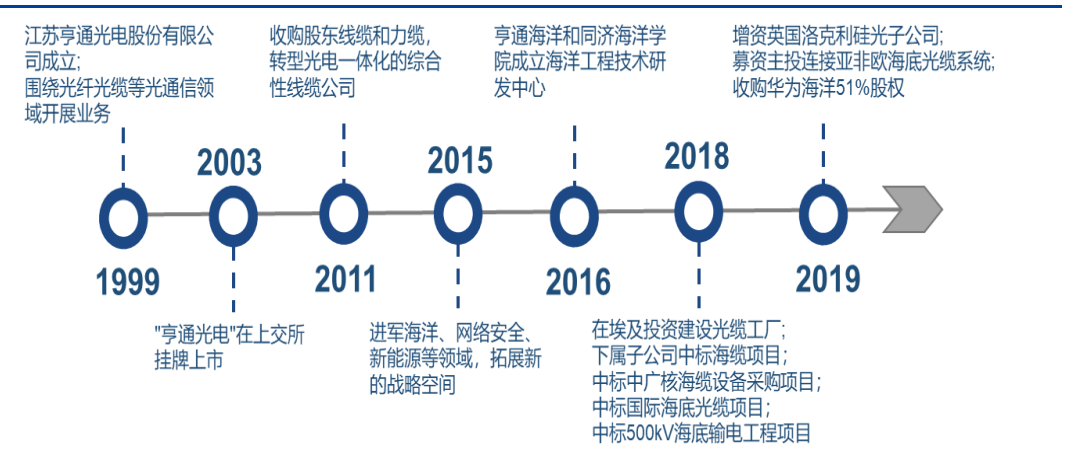 江苏亨通光电股份有限公
司成立;
围绕光纤光缆等光通信领
域开展业务
1999
2003
"亨通光电"在上交所
挂牌上市
收购股东线缆和力缆，
转型光电一体化的综合
性线缆公司
2011
2015
进军海洋、网络安全、
新能源等领域，拓展新
的战略空间
亨通海洋和同济海洋学
院成立海洋工程技术研
发中心
2016
2018
在埃及投资建设光缆工厂;
下属子公司中标海缆项目;
中标中广核海缆设备采购项目;
中标国际海底光缆项目;
中标500kV海底输电工程项目
增资英国洛克利硅光子公司;
募资主投连接亚非欧海底光缆系统;
收购华为海洋51%股权
2019